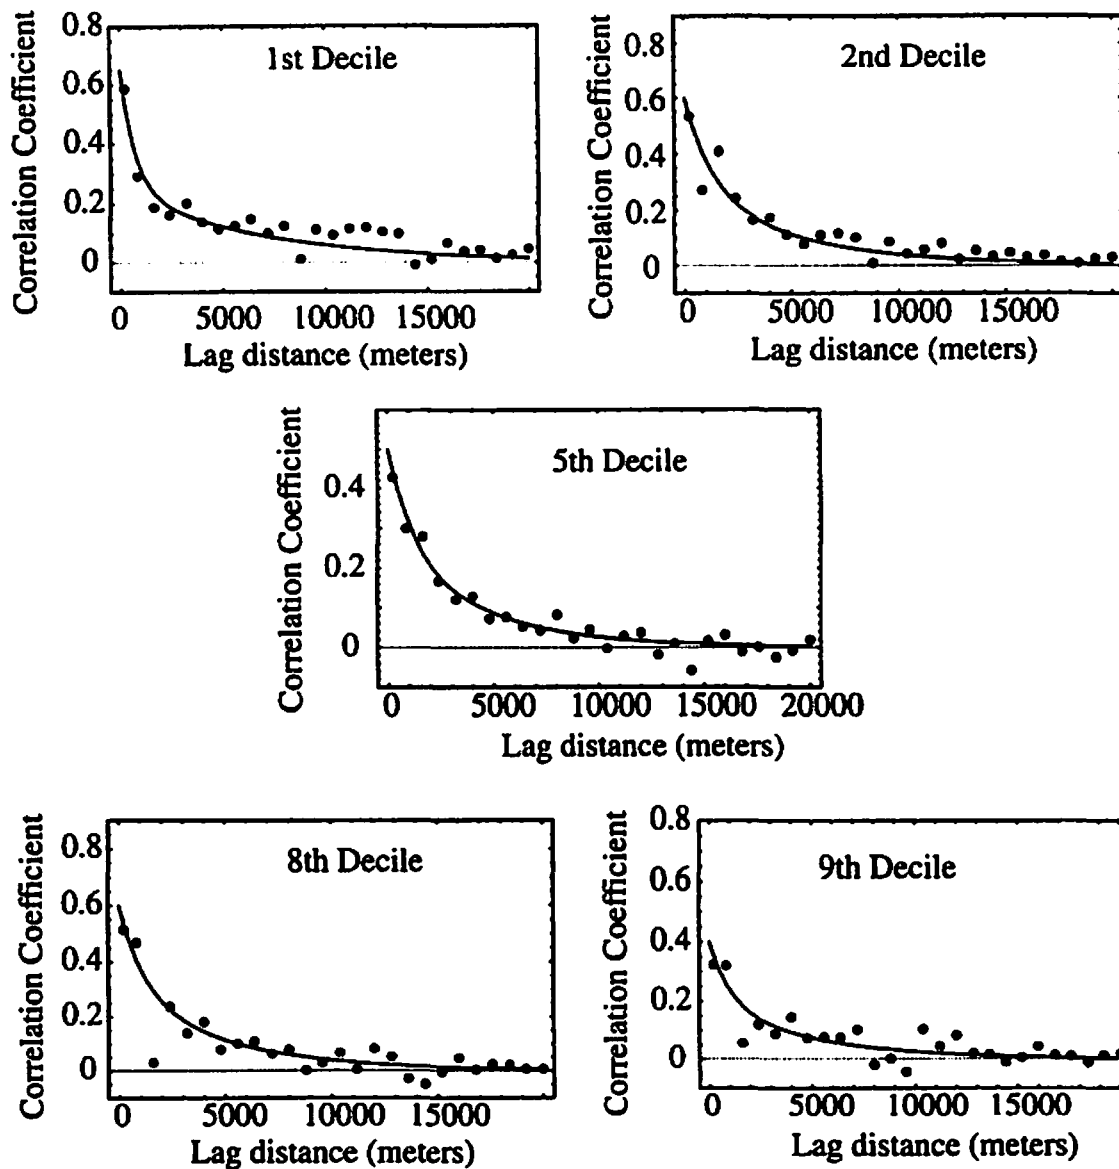 1st Decile
Correlation Coefficient
0.8
0.6
0.4
0.2
0
0 5000 10000 15000
Lag distance (meters)
2nd Decile
Correlation Coefficient
0.8
0.6
0.4
0.2
0
0 5000 10000 15000
Lag distance (meters)
5th Decile
Correlation Coefficient
0.4
0.2
0
0 5000 10000 15000 20000
Lag distance (meters)
8th Decile
Correlation Coefficient
0.8
0.6
0.4
0.2
0
0 5000 10000 15000
Lag distance (meters)
9th Decile
Correlation Coefficient
0.8
0.6
0.4
0.2
0
0 5000 10000 15000
Lag distance (meters)